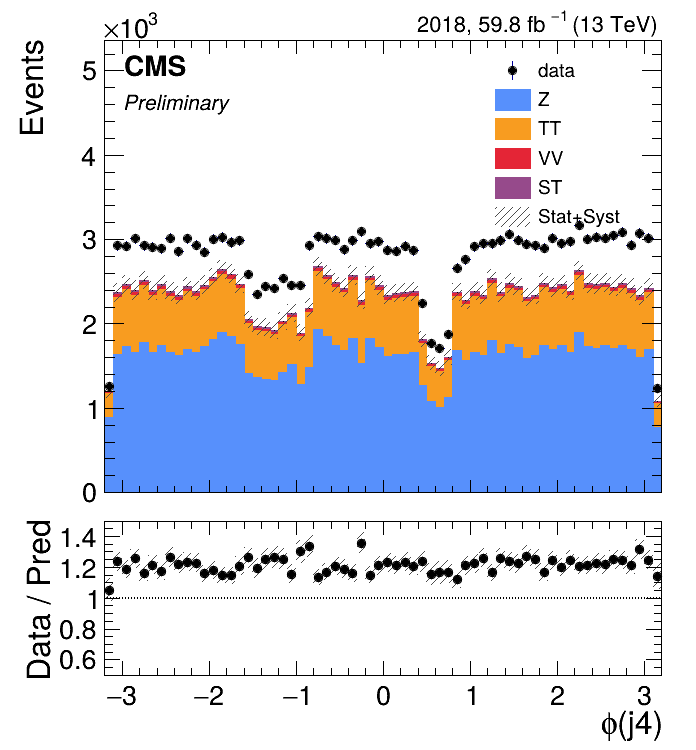 ×10³
2018, 59.8 fb⁻¹ (13 TeV)
Events
CMS
Preliminary
data
Z
TT
VV
ST
Stat+Syst
5
4
3
2
1
0
Data / Pred
1.4
1.2
1
0.8
0.6
−3 −2 −1 0 1 2 3
ϕ(j4)